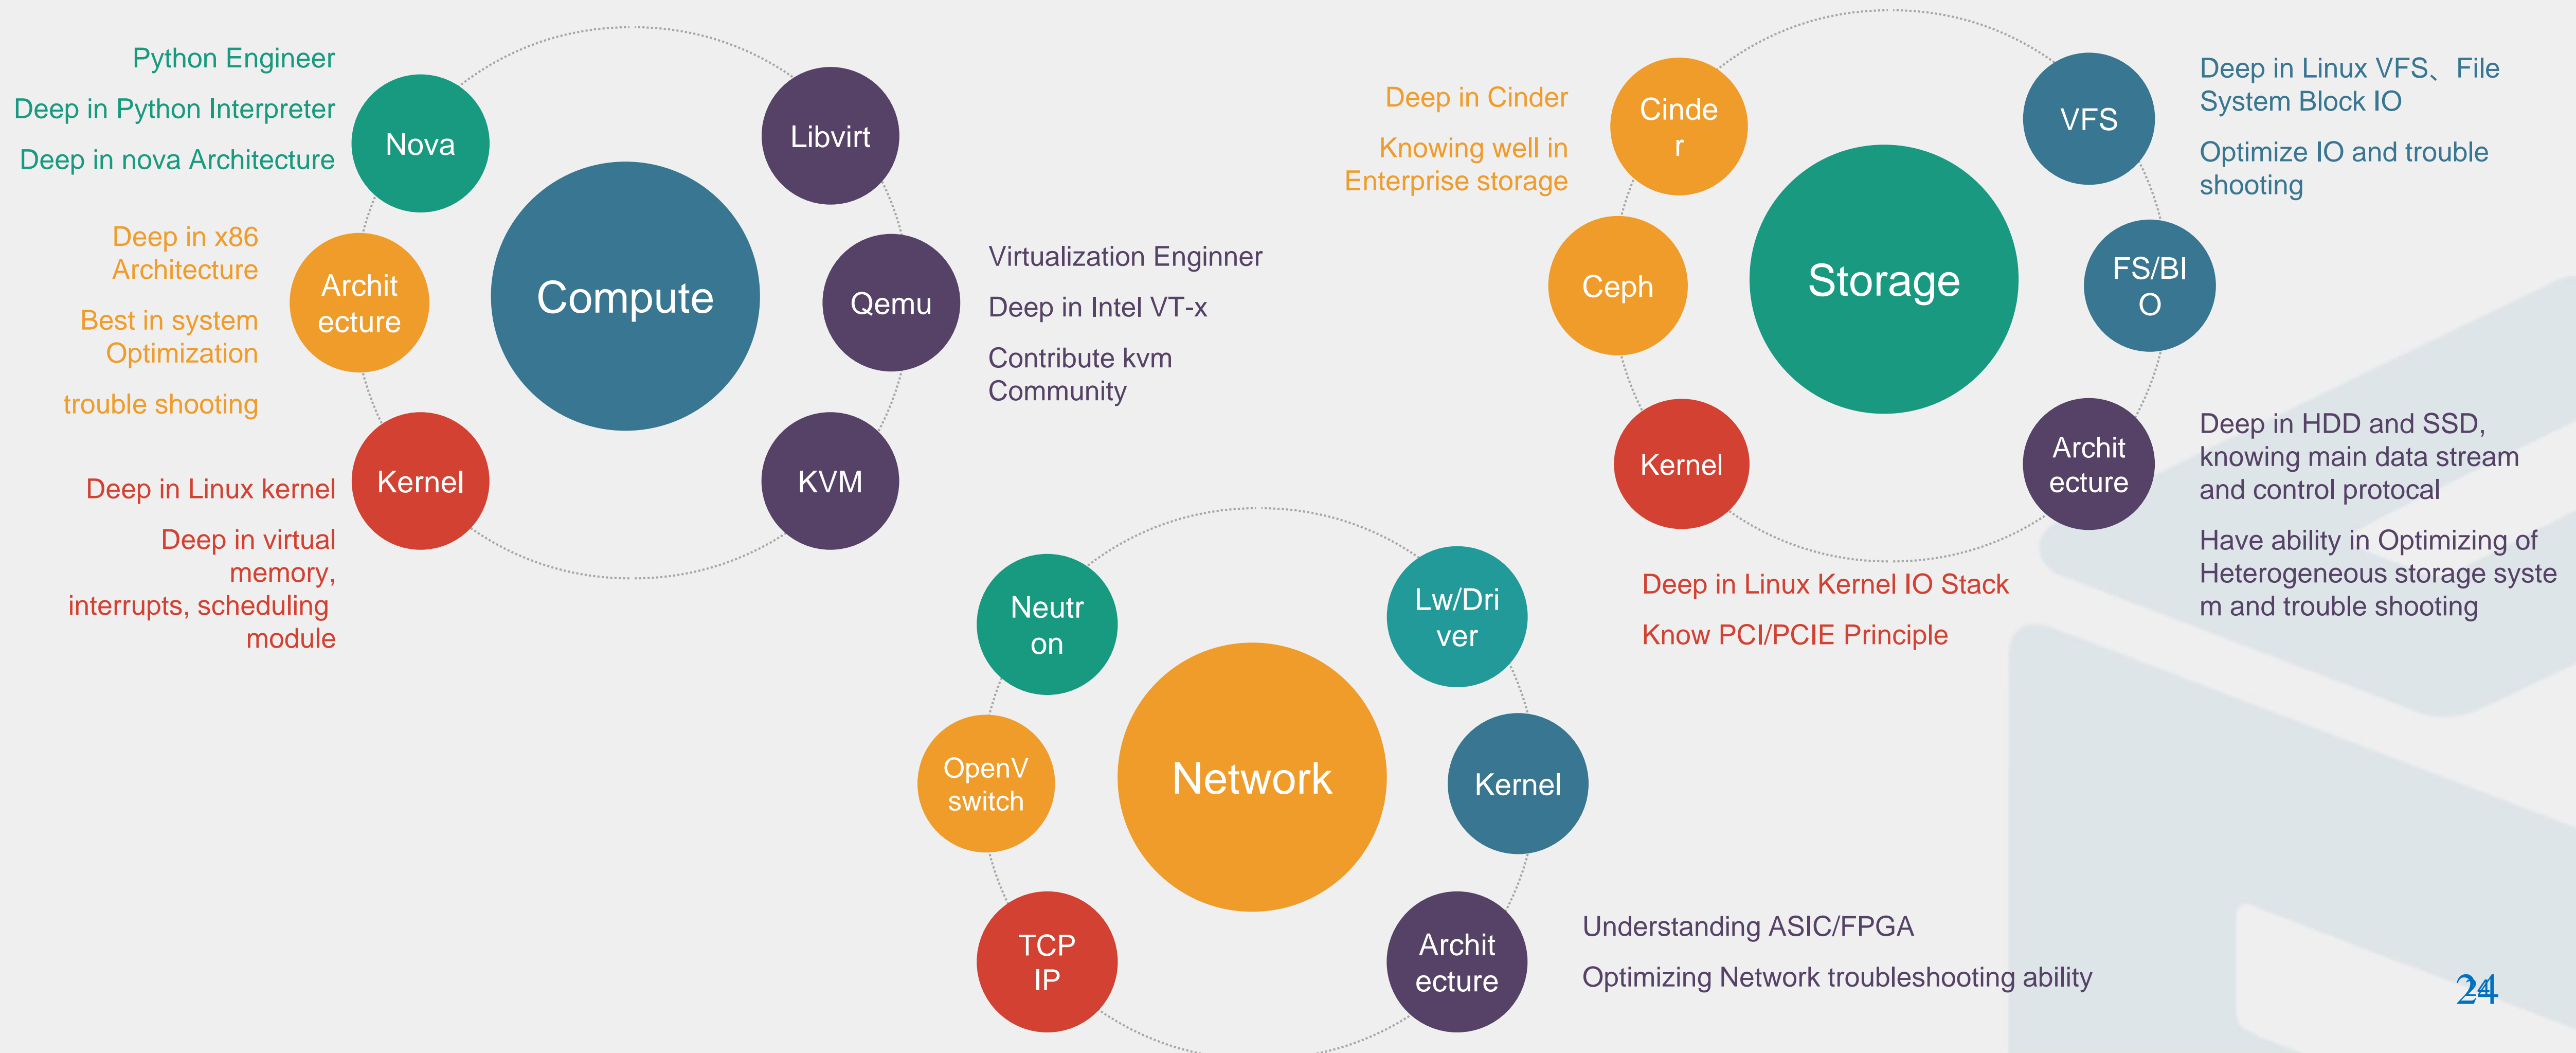 Python Engineer
Deep in Python Interpreter
Deep in nova Architecture
Deep in x86
Architecture
Best in system
Optimization
trouble shooting
Deep in Linux kernel
Deep in virtual
memory,
interrupts, scheduling
module
Nova
Archit
ecture
Kernel
Compute
Libvirt
Qemu
KVM
Virtualization Enginner
Deep in Intel VT-x
Contribute kvm
Community
Deep in Cinder
Knowing well in
Enterprise storage
Cinde
r
Ceph
Kernel
Storage
VFS
FS/BI
O
Archit
ecture
Deep in Linux VFS、File
System Block IO
Optimize IO and trouble
shooting
Deep in HDD and SSD,
knowing main data stream
and control protocal
Have ability in Optimizing of
Heterogeneous storage syste
m and trouble shooting
Deep in Linux Kernel IO Stack
Know PCI/PCIE Principle
Neutr
on
OpenV
switch
TCP
IP
Network
Lw/Dri
ver
Kernel
Archit
ecture
Understanding ASIC/FPGA
Optimizing Network troubleshooting ability
24